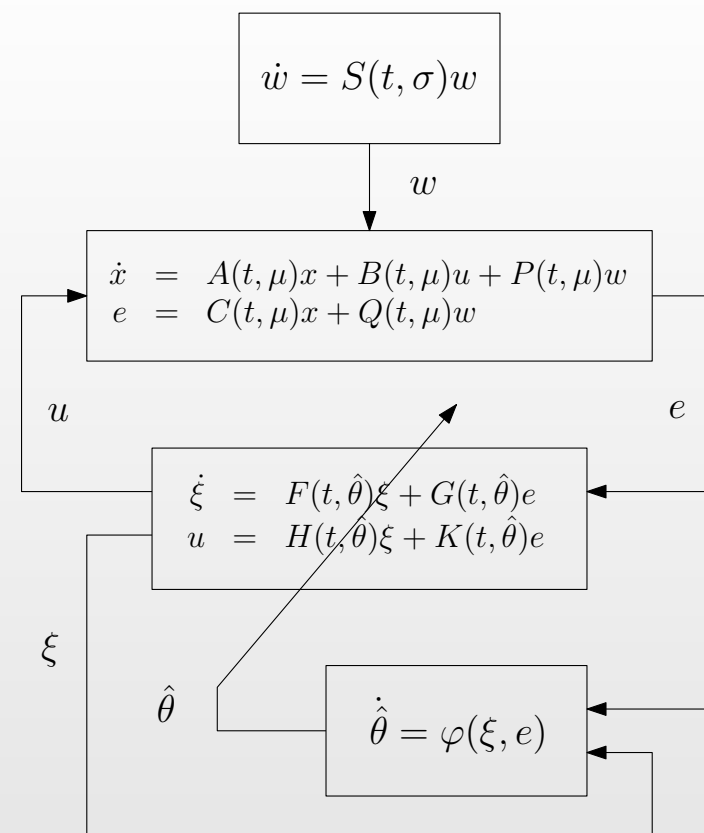 ẇ = S(t, σ)w
w
ẋ = A(t, μ)x + B(t, μ)u + P(t, μ)w
e = C(t, μ)x + Q(t, μ)w
u
e
ξ̇ = F(t, θ̂)ξ + G(t, θ̂)e
u = H(t, θ̂)ξ + K(t, θ̂)e
ξ
θ̂
θ̂̇ = φ(ξ, e)